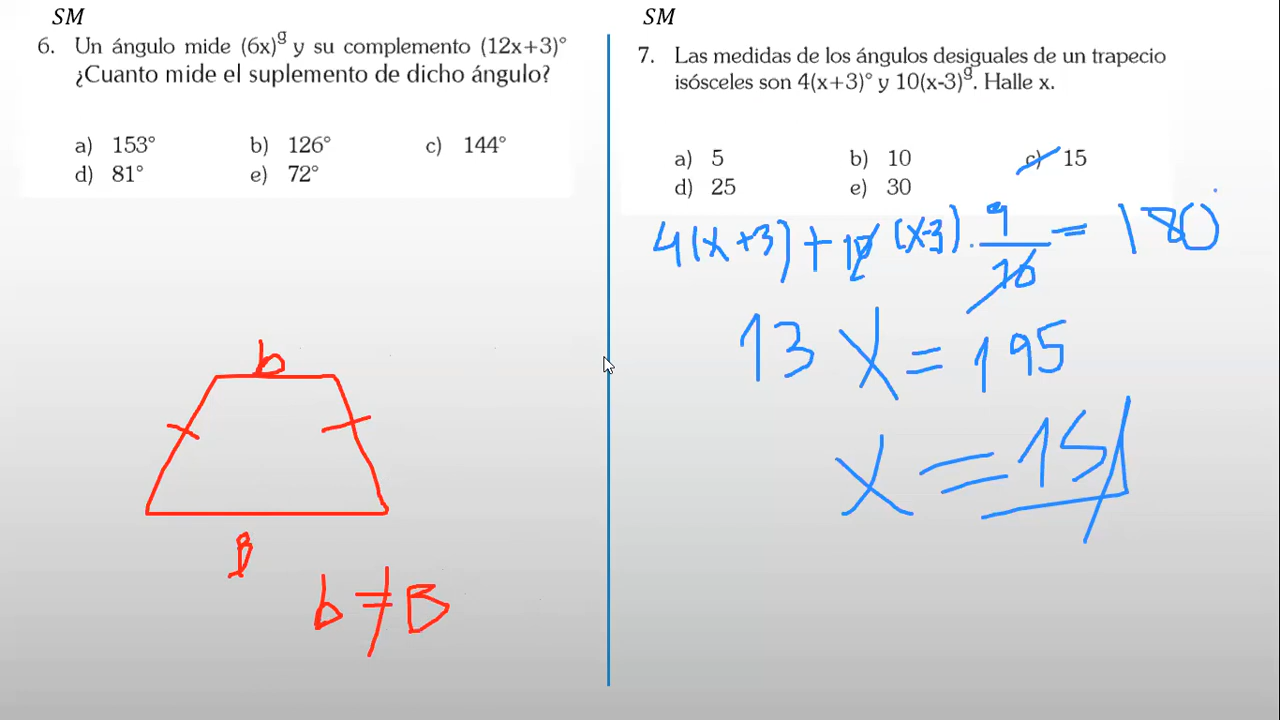 SM
6. Un ángulo mide (6x)ᵍ y su complemento (12x+3)°
¿Cuanto mide el suplemento de dicho ángulo?
a) 153° b) 126° c) 144°
d) 81° e) 72°
b
B
b ≠ B
SM
7. Las medidas de los ángulos desiguales de un trapecio
isósceles son 4(x+3)° y 10(x-3)ᵍ. Halle x.
a) 5 b) 10 c) 15
d) 25 e) 30
4(x+3) + 10(x-3) · 9/10 = 180
13 x = 195
x = 15